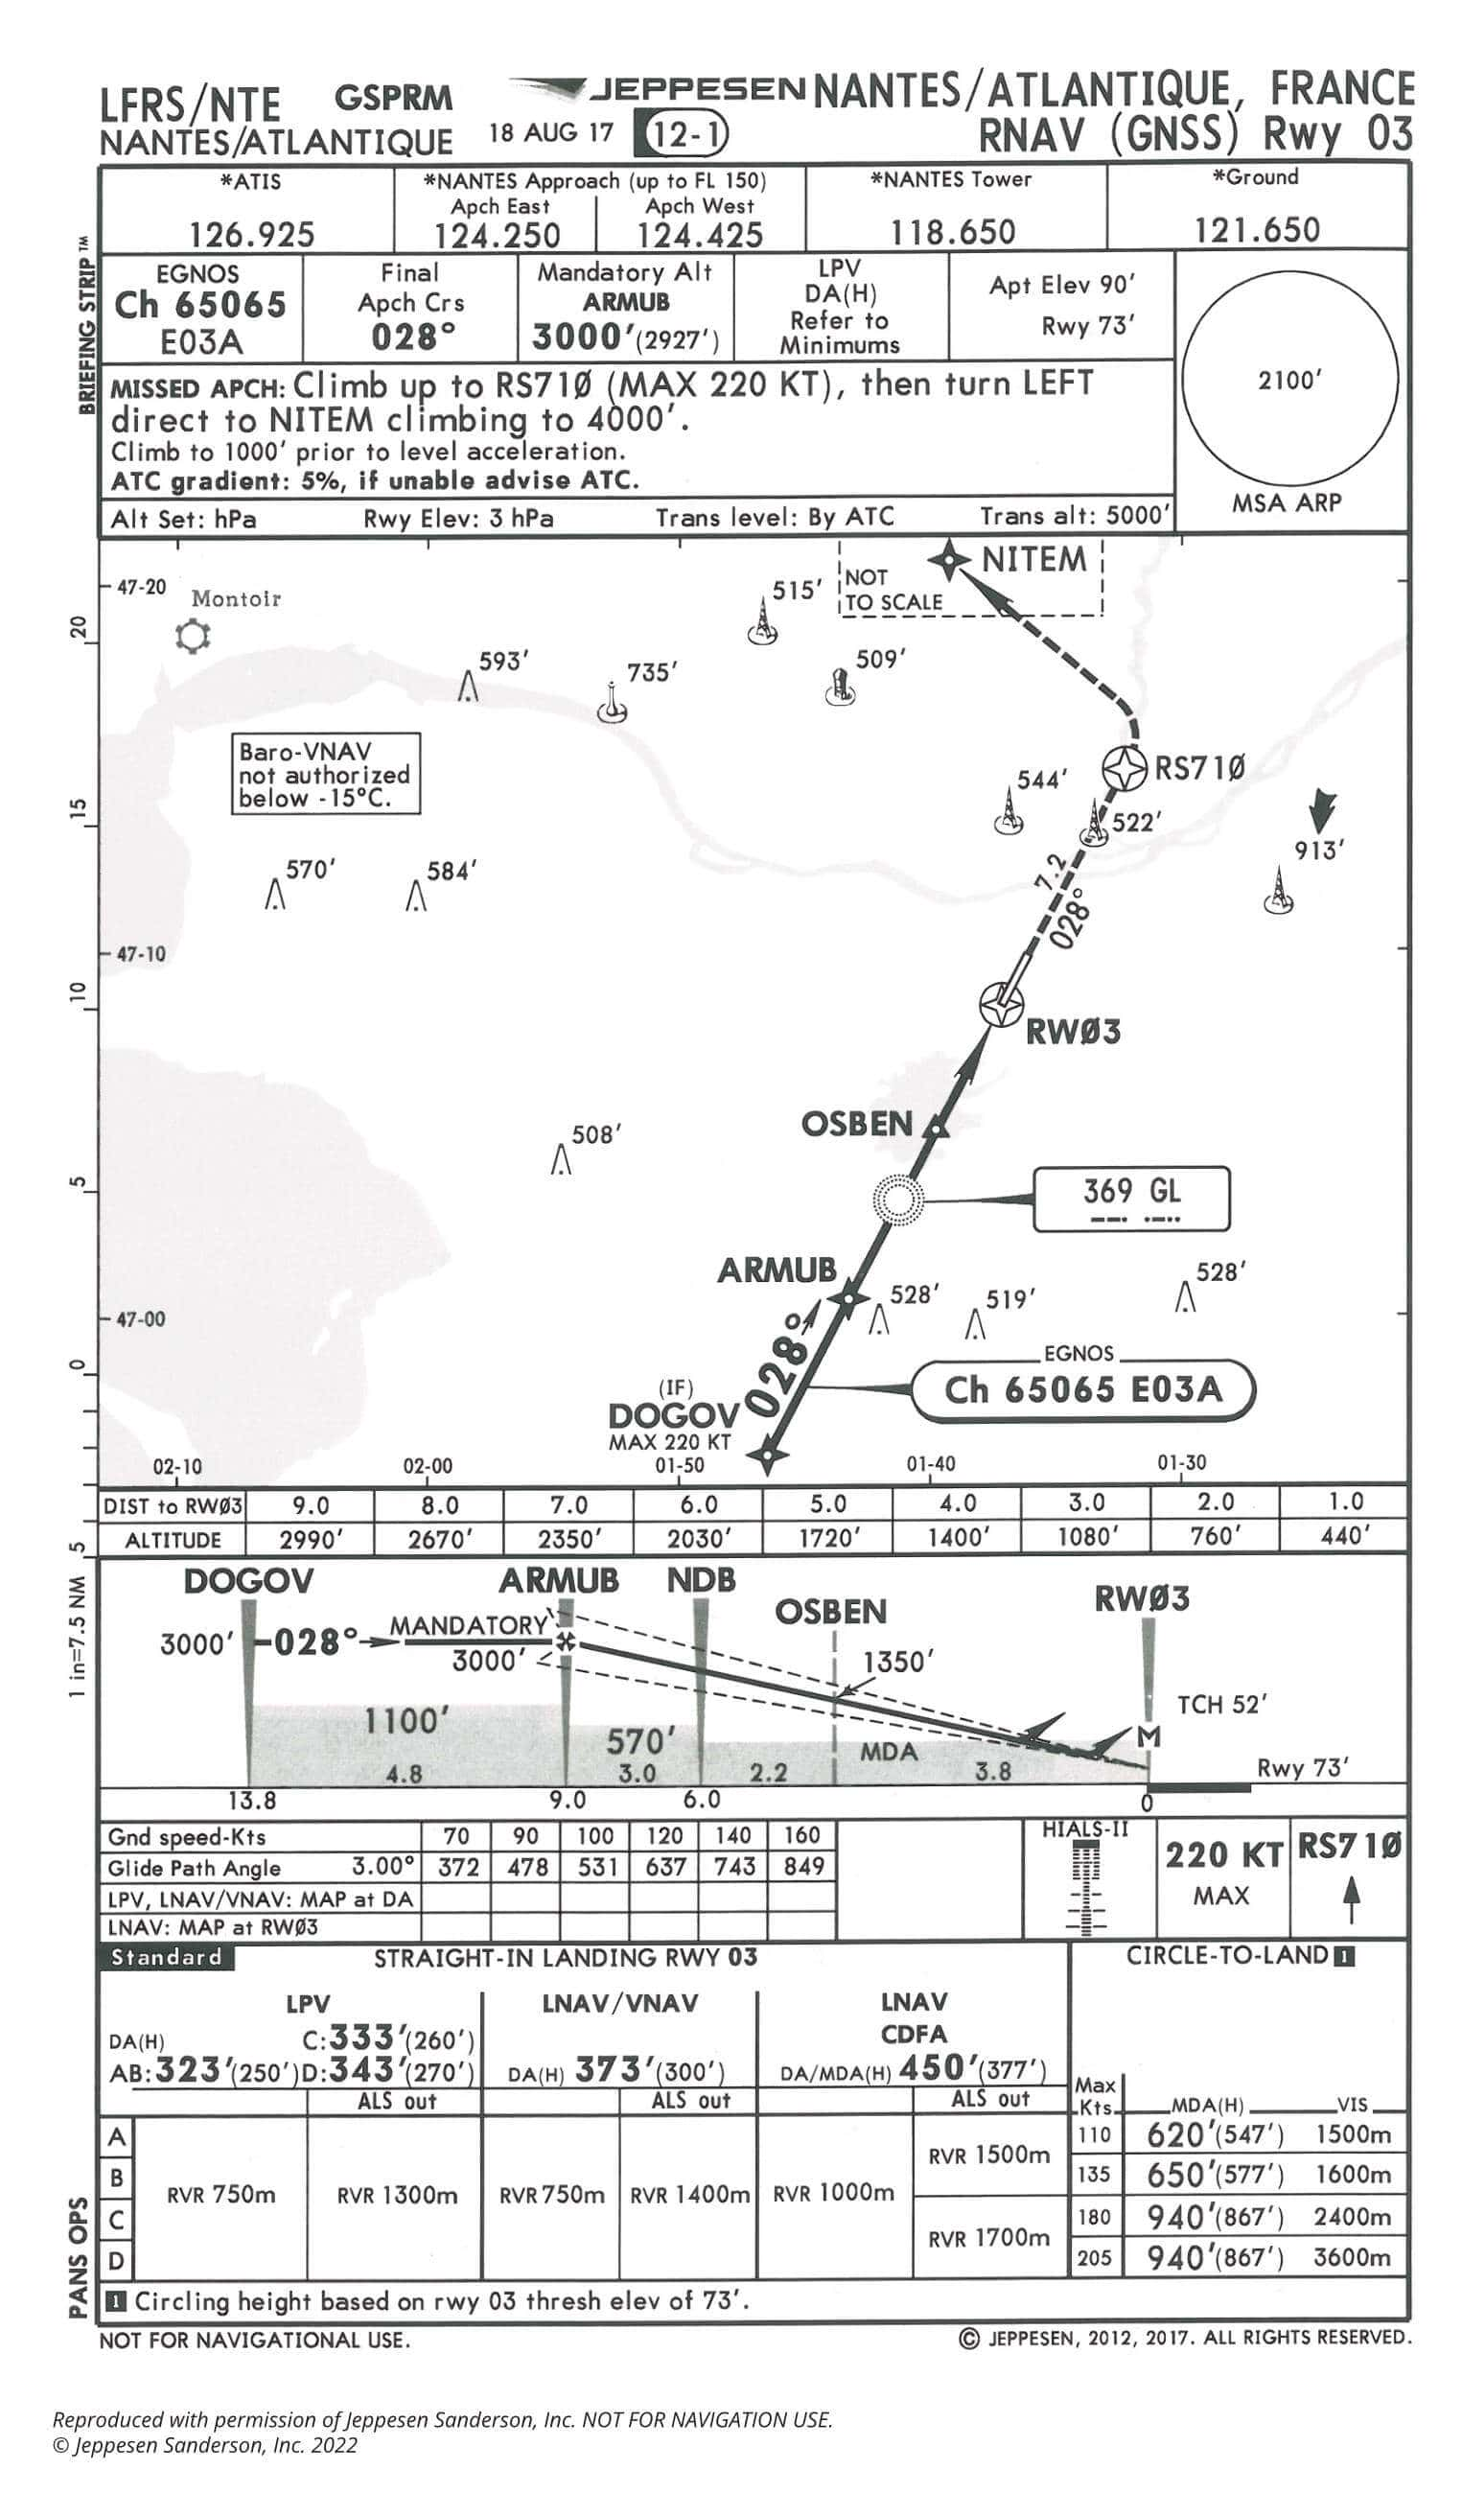 LFRS/NTE GSPRM JEPPESEN NANTES/ATLANTIQUE, FRANCE
NANTES/ATLANTIQUE 18 AUG 17 12-1 RNAV (GNSS) Rwy 03
BRIEFING STRIP™
*ATIS
126.925
*NANTES Approach (up to FL 150)
Apch East Apch West
124.250 124.425
*NANTES Tower
118.650
*Ground
121.650
EGNOS
Ch 65065
E03A
Final
Apch Crs
028°
Mandatory Alt
ARMUB
3000′(2927′)
LPV
DA(H)
Refer to
Minimums
Apt Elev 90′
Rwy 73′
2100′
MSA ARP
MISSED APCH: Climb up to RS71Ø (MAX 220 KT), then turn LEFT
direct to NITEM climbing to 4000′.
Climb to 1000′ prior to level acceleration.
ATC gradient: 5%, if unable advise ATC.
Alt Set: hPa Rwy Elev: 3 hPa Trans level: By ATC Trans alt: 5000′
NITEM
NOT
TO SCALE
47-20
Montoir
515′
20
593′
735′
509′
Baro-VNAV
not authorized
below -15°C.
RS71Ø
544′
522′
15
913′
570′
584′
7.2
028°
47-10
10
RWØ3
OSBEN
508′
5
369 GL
ARMUB
528′
519′
528′
47-00
028°
EGNOS
Ch 65065 E03A
0
(IF)
DOGOV
MAX 220 KT
02-10 02-00 01-50 01-40 01-30
DIST to RWØ3 9.0 8.0 7.0 6.0 5.0 4.0 3.0 2.0 1.0
ALTITUDE 2990′ 2670′ 2350′ 2030′ 1720′ 1400′ 1080′ 760′ 440′
5
1 in=7.5 NM
DOGOV ARMUB NDB
OSBEN
RWØ3
3000′ 028° MANDATORY
3000′
1350′
TCH 52′
1100′
570′
M
MDA
4.8 3.0 2.2 3.8
Rwy 73′
13.8 9.0 6.0 0
Gnd speed-Kts 70 90 100 120 140 160
Glide Path Angle 3.00° 372 478 531 637 743 849
LPV, LNAV/VNAV: MAP at DA
LNAV: MAP at RWØ3
HIALS-II
220 KT
MAX
RS71Ø
Standard STRAIGHT-IN LANDING RWY 03 CIRCLE-TO-LAND 1
LPV
DA(H) C:333′(260′)
AB:323′(250′) D:343′(270′)
ALS out
LNAV/VNAV
DA(H) 373′(300′)
ALS out
LNAV
CDFA
DA/MDA(H) 450′(377′)
ALS out
Max
Kts MDA(H) VIS
A
B
C
D
RVR 750m RVR 1300m RVR 750m RVR 1400m RVR 1000m
RVR 1500m
RVR 1700m
110 620′(547′) 1500m
135 650′(577′) 1600m
180 940′(867′) 2400m
205 940′(867′) 3600m
PANS OPS
1 Circling height based on rwy 03 thresh elev of 73′.
NOT FOR NAVIGATIONAL USE. © JEPPESEN, 2012, 2017. ALL RIGHTS RESERVED.
Reproduced with permission of Jeppesen Sanderson, Inc. NOT FOR NAVIGATION USE.
© Jeppesen Sanderson, Inc. 2022